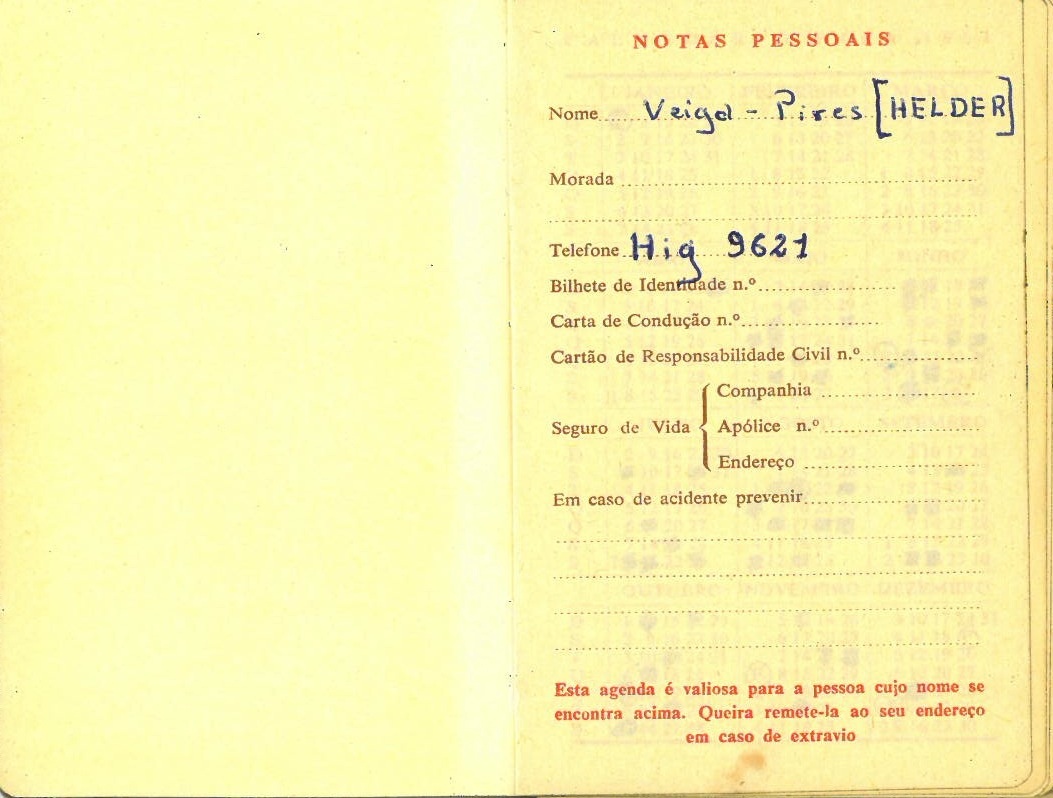 NOTAS PESSOAIS
Nome Veiga - Pires [HELDER]
Morada
Telefone Hig 9621
Bilhete de Identidade n.º
Carta de Condução n.º
Cartão de Responsabilidade Civil n.º
Companhia
Seguro de Vida { Apólice n.º
Endereço
Em caso de acidente prevenir
Esta agenda é valiosa para a pessoa cujo nome se
encontra acima. Queira remete-la ao seu endereço
em caso de extravio